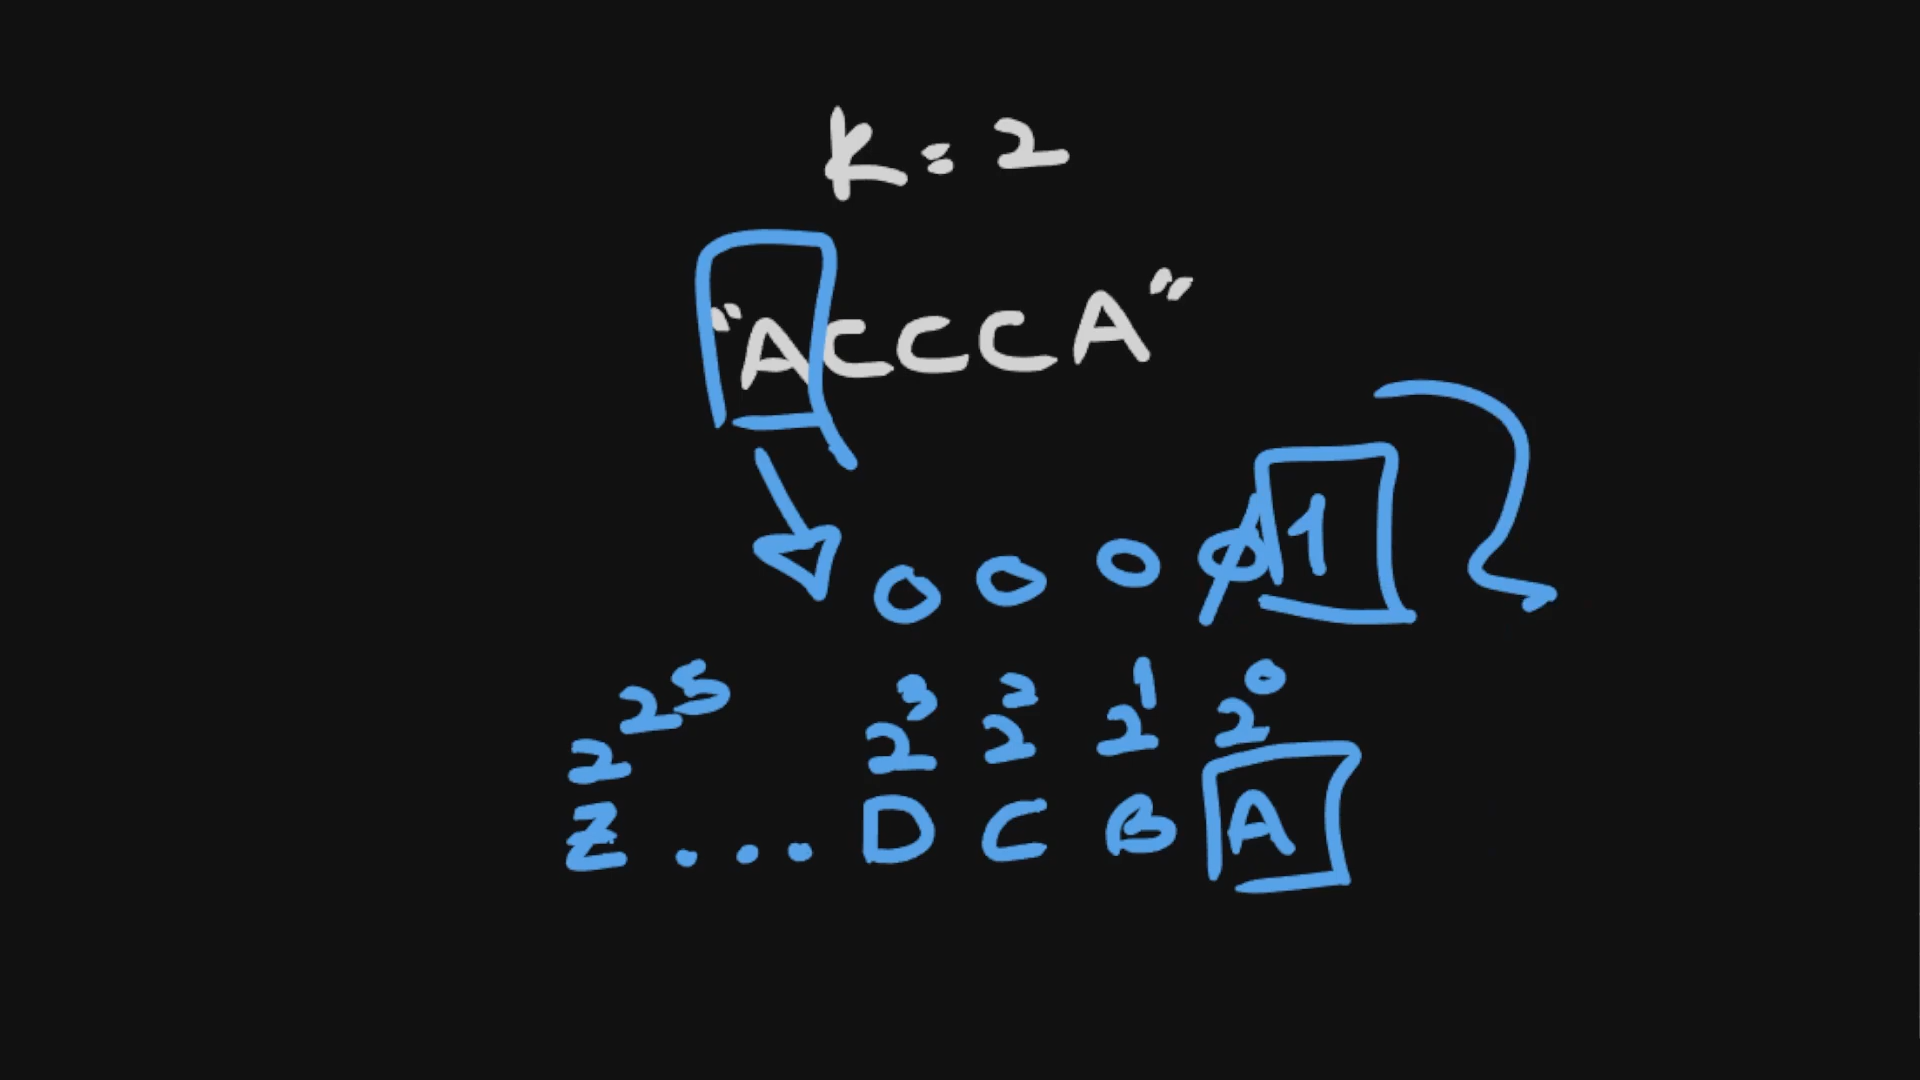 K = 2
"ACCCA"
0 0 0 0 1
2^25 2^3 2^2 2^1 2^0
Z ... D C B A